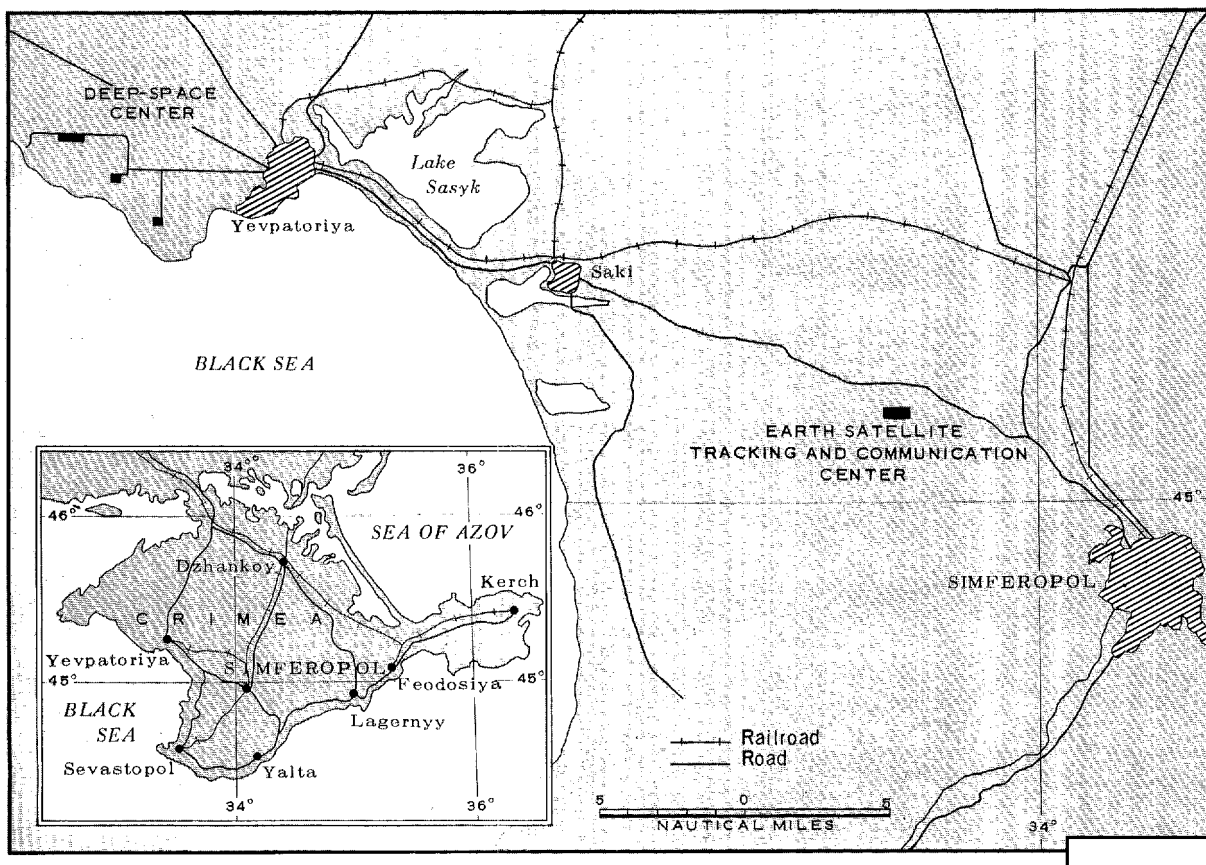 DEEP-SPACE
CENTER
Lake
Sasyk
Yevpatoriya
Saki
BLACK SEA
EARTH SATELLITE
TRACKING AND COMMUNICATION
CENTER
45°
SIMFEROPOL
34°
36°
46°
46°
SEA OF AZOV
Dzhankoy
Kerch
CRIMEA
Yevpatoriya
SIMFEROPOL
45°
45°
Feodosiya
Lagernyy
BLACK
SEA
Sevastopol
Yalta
34°
36°
Railroad
Road
5 0 5
NAUTICAL MILES
34°